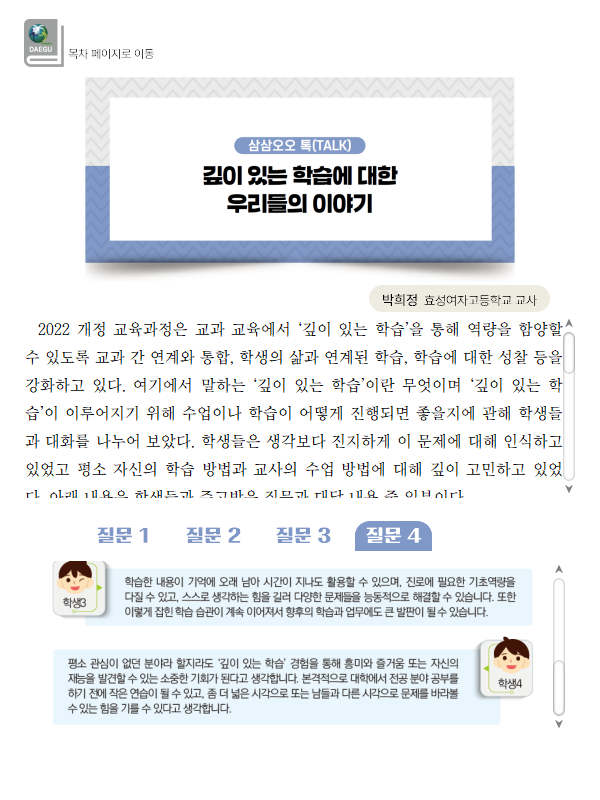 DAEGU
목차 페이지로 이동
삼삼오오 톡(TALK)
깊이 있는 학습에 대한
우리들의 이야기
박희정 효성여자고등학교 교사
2022 개정 교육과정은 교과 교육에서 ‘깊이 있는 학습’을 통해 역량을 함양할
수 있도록 교과 간 연계와 통합, 학생의 삶과 연계된 학습, 학습에 대한 성찰 등을
강화하고 있다. 여기에서 말하는 ‘깊이 있는 학습’이란 무엇이며 ‘깊이 있는 학
습’이 이루어지기 위해 수업이나 학습이 어떻게 진행되면 좋을지에 관해 학생들
과 대화를 나누어 보았다. 학생들은 생각보다 진지하게 이 문제에 대해 인식하고
있었고 평소 자신의 학습 방법과 교사의 수업 방법에 대해 깊이 고민하고 있었
다. 아래 내용은 학생들과 주고받은 질문과 대답 내용 중 일부이다.
질문 1 질문 2 질문 3 질문 4
학습한 내용이 기억에 오래 남아 시간이 지나도 활용할 수 있으며, 진로에 필요한 기초역량을
다질 수 있고, 스스로 생각하는 힘을 길러 다양한 문제들을 능동적으로 해결할 수 있습니다. 또한
이렇게 잡힌 학습 습관이 계속 이어져서 향후의 학습과 업무에도 큰 발판이 될 수 있습니다.
학생3
평소 관심이 없던 분야라 할지라도 ‘깊이 있는 학습’ 경험을 통해 흥미와 즐거움 또는 자신의
재능을 발견할 수 있는 소중한 기회가 된다고 생각합니다. 본격적으로 대학에서 전공 분야 공부를
하기 전에 작은 연습이 될 수 있고, 좀 더 넓은 시각으로 또는 남들과 다른 시각으로 문제를 바라볼
수 있는 힘을 기를 수 있다고 생각합니다.
학생4